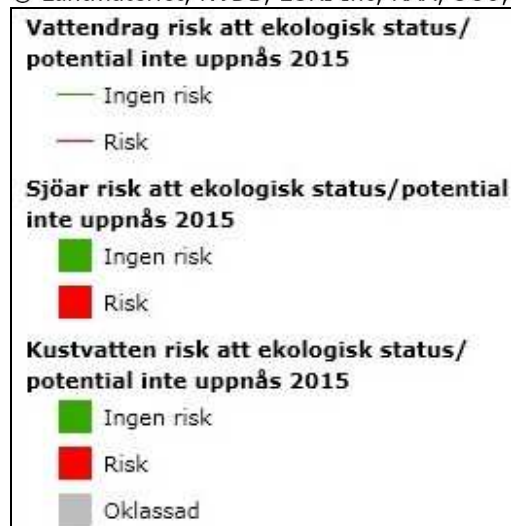 Vattendrag risk att ekologisk status/
potential inte uppnås 2015
Ingen risk
Risk
Sjöar risk att ekologisk status/potential
inte uppnås 2015
Ingen risk
Risk
Kustvatten risk att ekologisk status/
potential inte uppnås 2015
Ingen risk
Risk
Oklassad